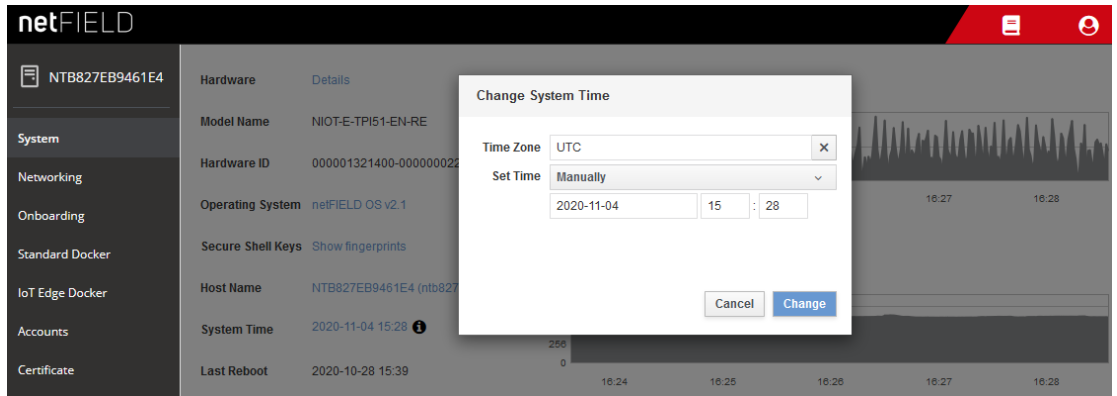 netFIELD
NTB827EB9461E4
System
Networking
Onboarding
Standard Docker
IoT Edge Docker
Accounts
Certificate
Hardware Details
Model Name NIOT-E-TPI51-EN-RE
Hardware ID 000001321400-000000022
Operating System netFIELD OS v2.1
Secure Shell Keys Show fingerprints
Host Name NTB827EB9461E4 (ntb827
System Time 2020-11-04 15:28
Last Reboot 2020-10-28 15:39
Change System Time
Time Zone UTC
Set Time Manually
2020-11-04 15 : 28
Cancel Change
16:27 16:28
256
0
16:24 16:25 16:26 16:27 16:28